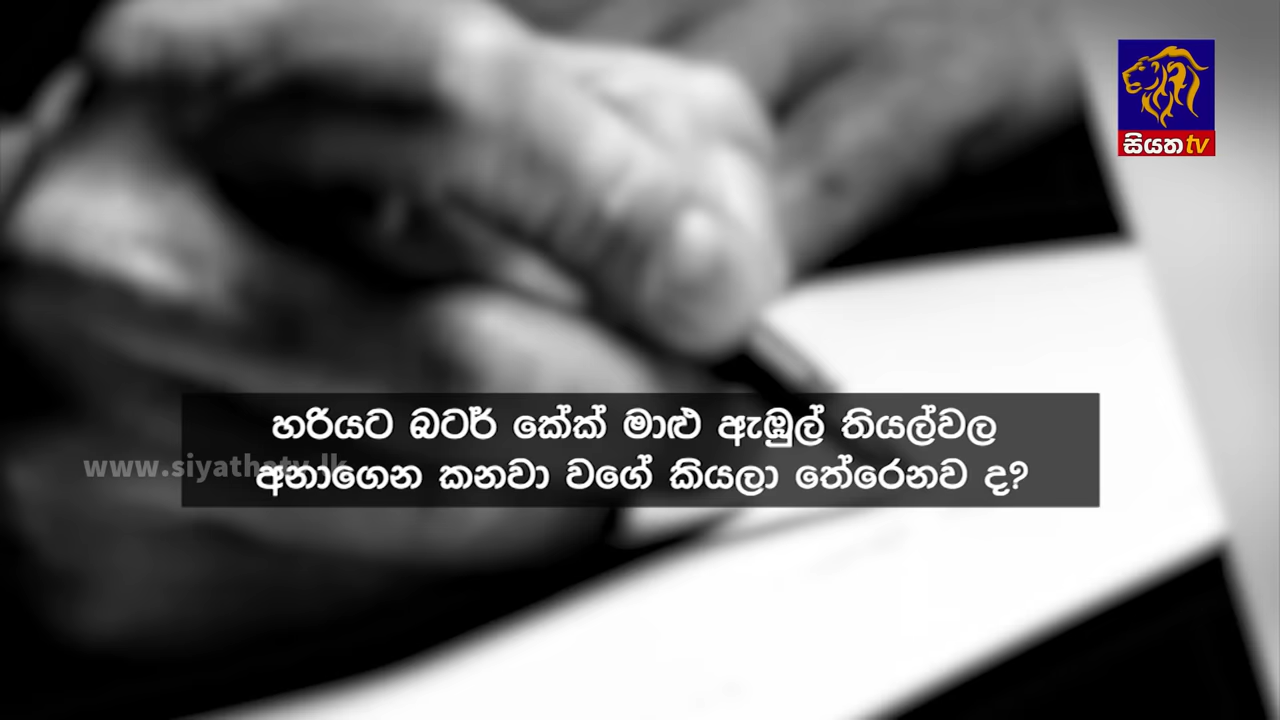 සියත tv
හරියට බටර් කේක් මාළු ඇඹුල් තියල්වල
www.siyathatv.lk
අනාගෙන කනවා වගේ කියලා තේරෙනව ද?